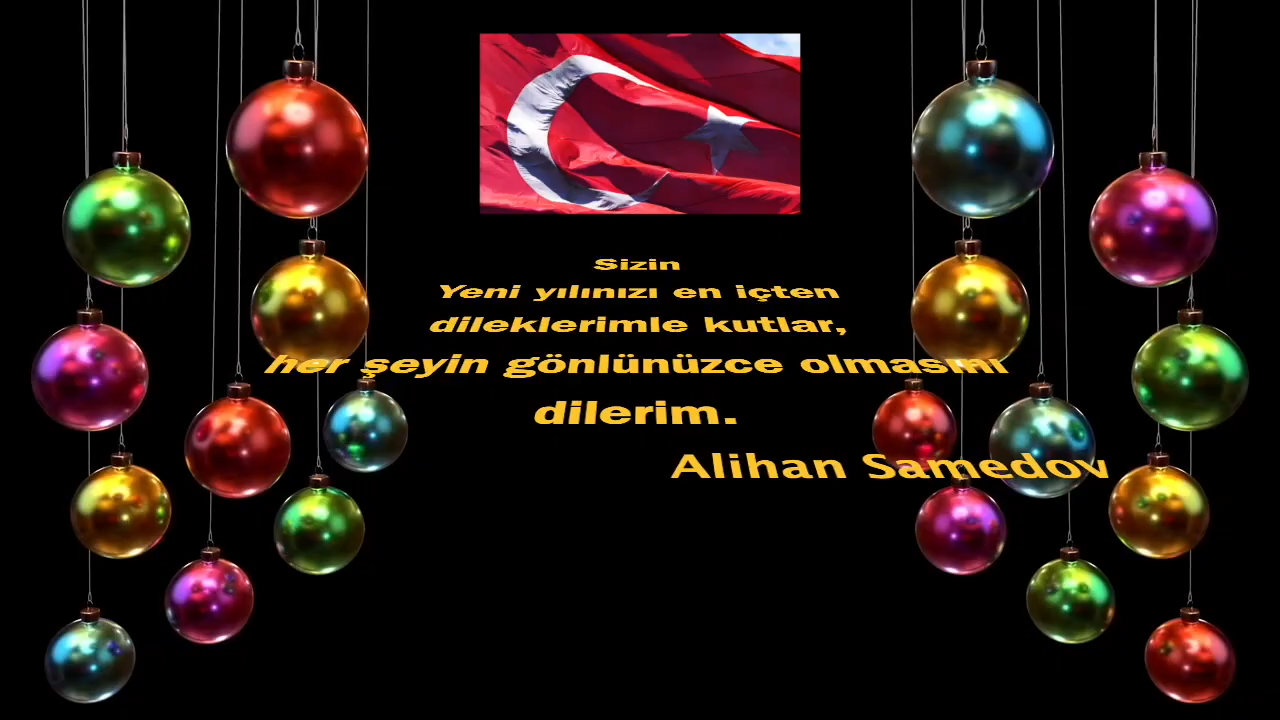 Sizin
Yeni yılınızı en içten
dileklerimle kutlar,
her şeyin gönlünüzce olmasını
dilerim.
Alihan Samedov